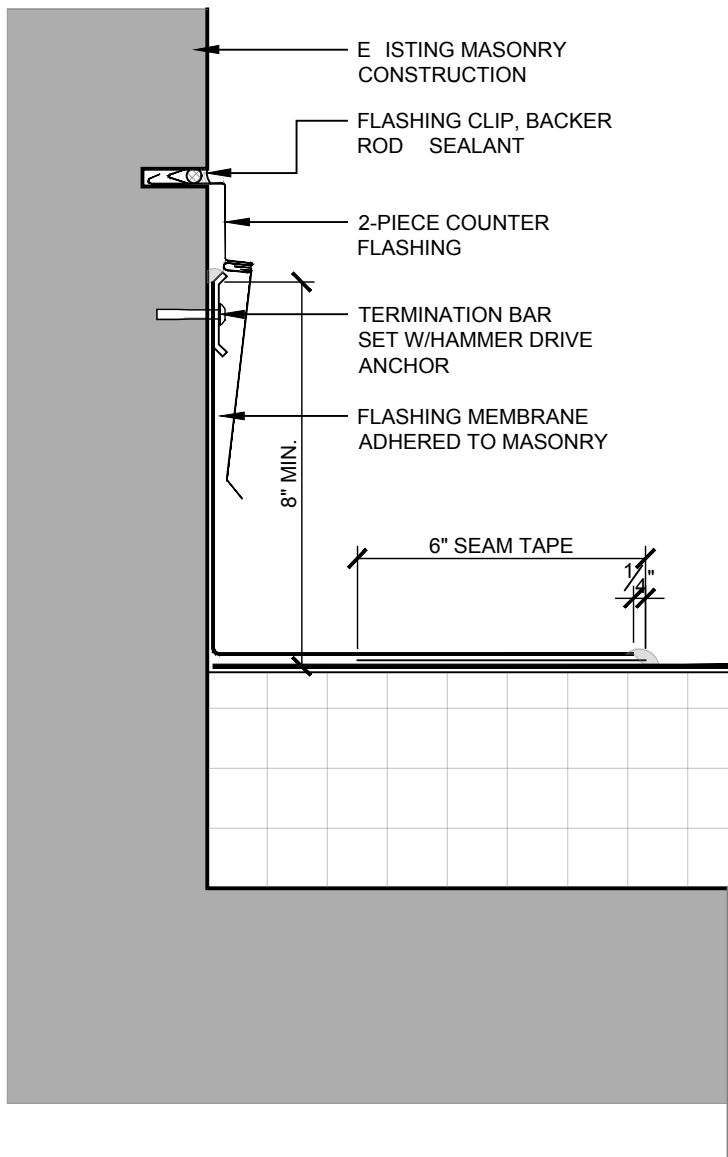 E ISTING MASONRY
CONSTRUCTION
FLASHING CLIP, BACKER
ROD SEALANT
2-PIECE COUNTER
FLASHING
TERMINATION BAR
SET W/HAMMER DRIVE
ANCHOR
FLASHING MEMBRANE
ADHERED TO MASONRY
8" MIN.
6" SEAM TAPE
1/4"